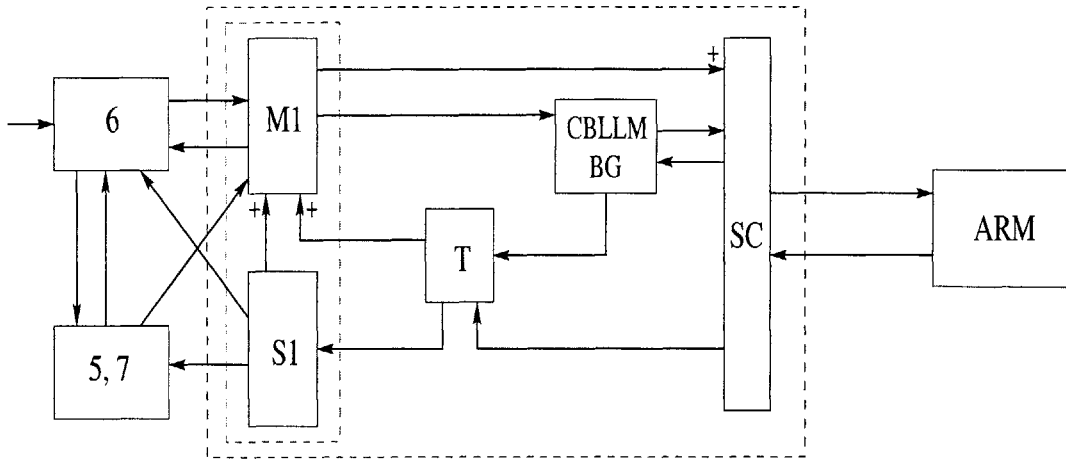 +
6
M1
CBLLM
BG
+
+
SC
ARM
T
5, 7
S1